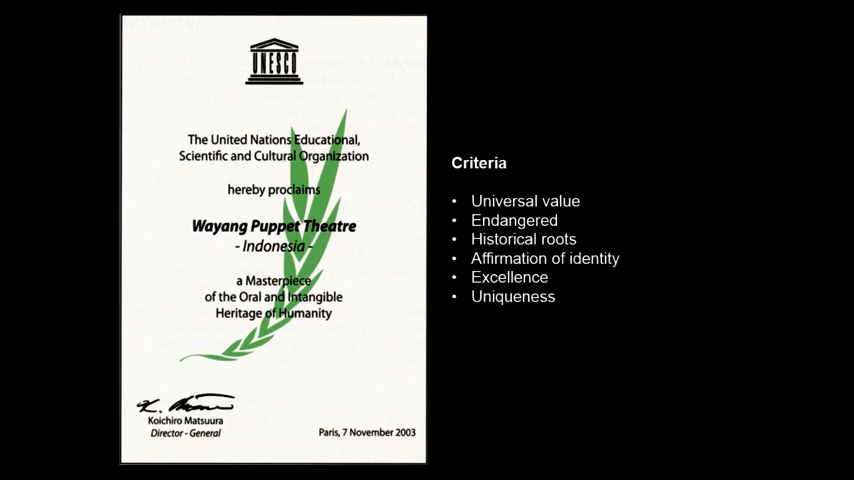 UNESCO
The United Nations Educational,
Scientific and Cultural Organization
hereby proclaims
Wayang Puppet Theatre
- Indonesia -
a Masterpiece
of the Oral and Intangible
Heritage of Humanity
Koichiro Matsuura
Director - General
Paris, 7 November 2003
Criteria
• Universal value
• Endangered
• Historical roots
• Affirmation of identity
• Excellence
• Uniqueness